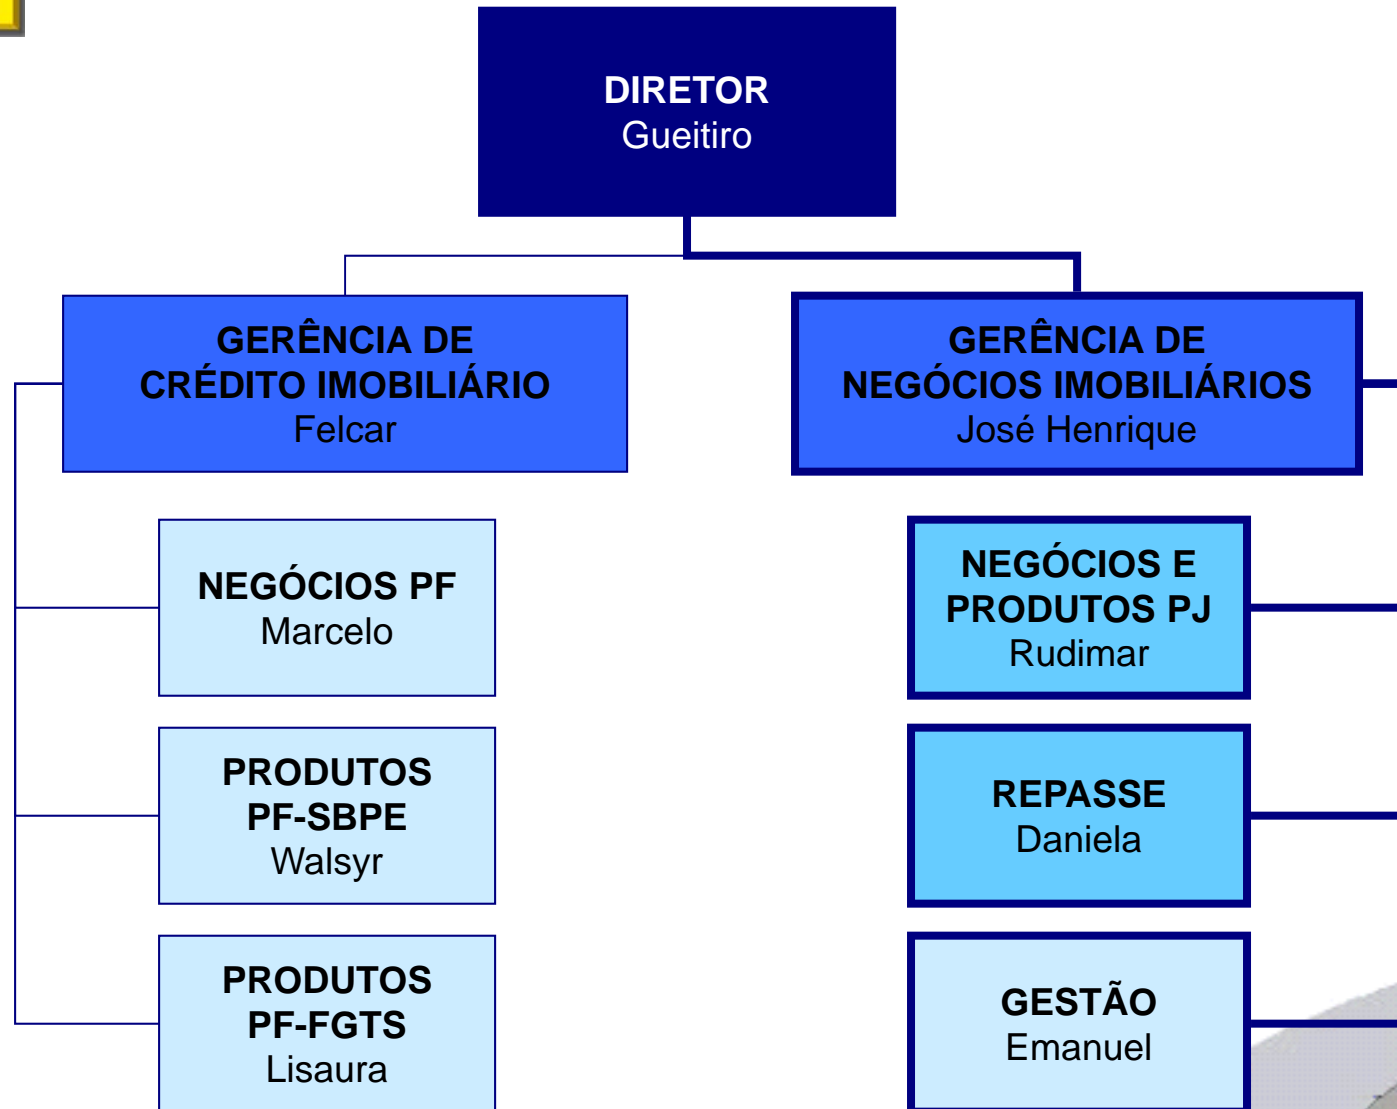 DIRETOR
Gueitiro
GERÊNCIA DE
CRÉDITO IMOBILIÁRIO
Felcar
GERÊNCIA DE
NEGÓCIOS IMOBILIÁRIOS
José Henrique
NEGÓCIOS PF
Marcelo
PRODUTOS
PF-SBPE
Walsyr
PRODUTOS
PF-FGTS
Lisaura
NEGÓCIOS E
PRODUTOS PJ
Rudimar
REPASSE
Daniela
GESTÃO
Emanuel